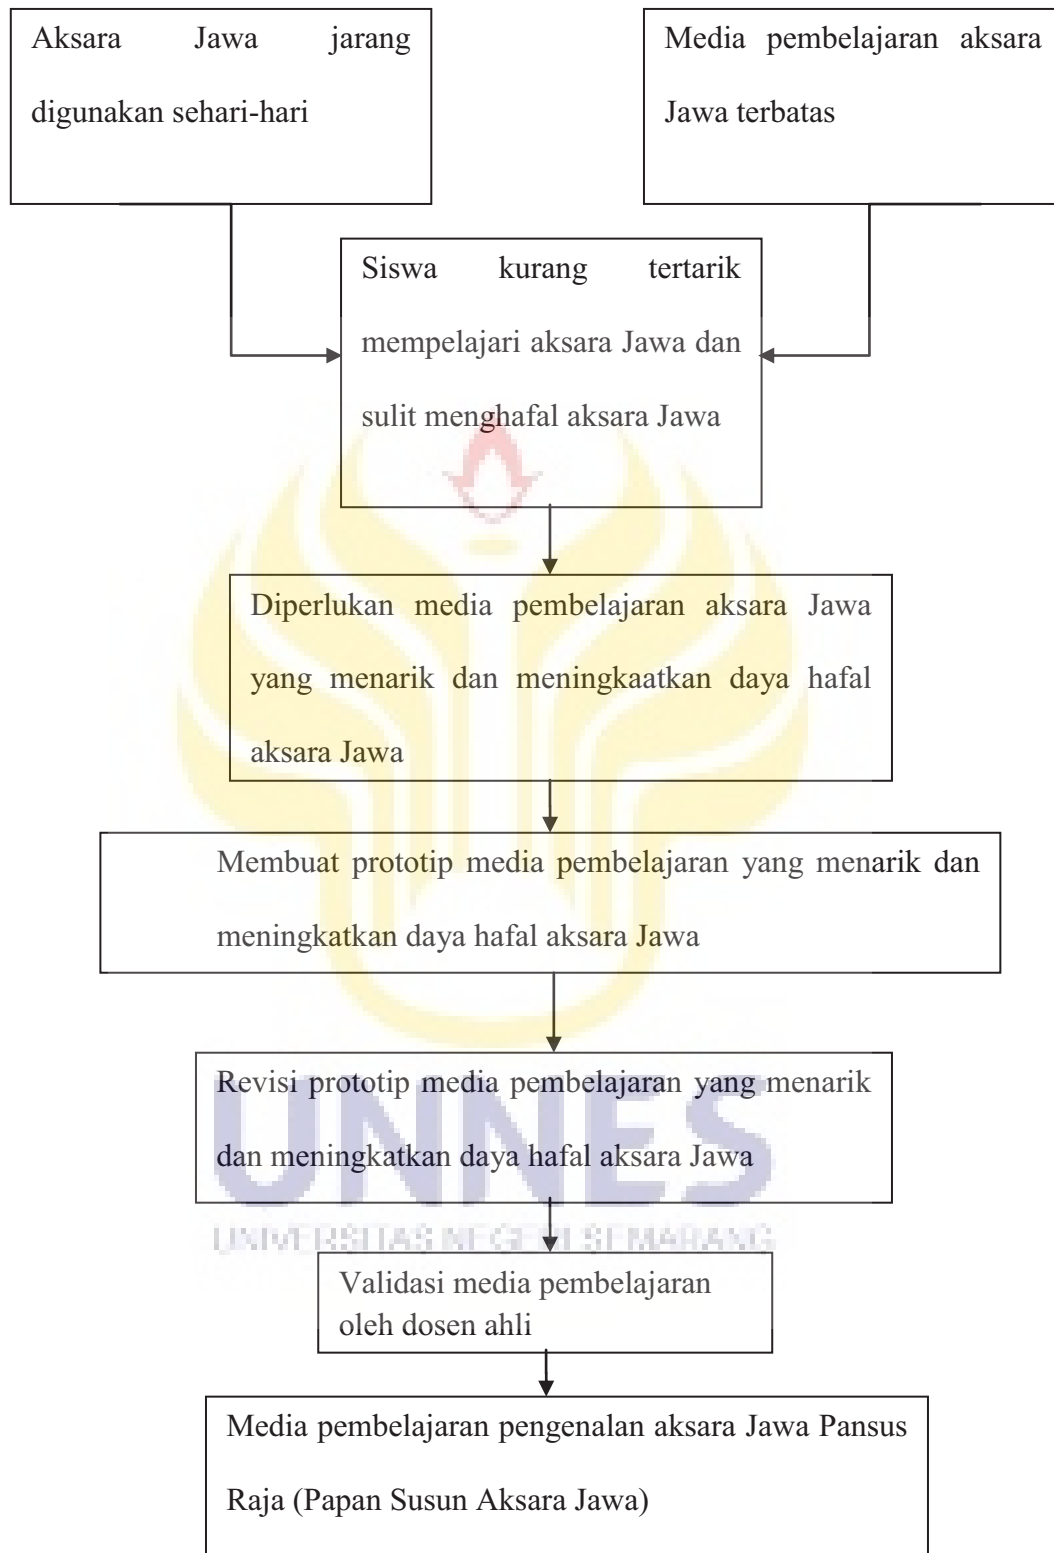 Aksara Jawa jarang
digunakan sehari-hari
Media pembelajaran aksara
Jawa terbatas
Siswa kurang tertarik
mempelajari aksara Jawa dan
sulit menghafal aksara Jawa
Diperlukan media pembelajaran aksara Jawa
yang menarik dan meningkaatkan daya hafal
aksara Jawa
Membuat prototip media pembelajaran yang menarik dan
meningkatkan daya hafal aksara Jawa
Revisi prototip media pembelajaran yang menarik
dan meningkatkan daya hafal aksara Jawa
UNNES
UNIVERSITAS NEGERI SEMARANG
Validasi media pembelajaran
oleh dosen ahli
Media pembelajaran pengenalan aksara Jawa Pansus
Raja (Papan Susun Aksara Jawa)